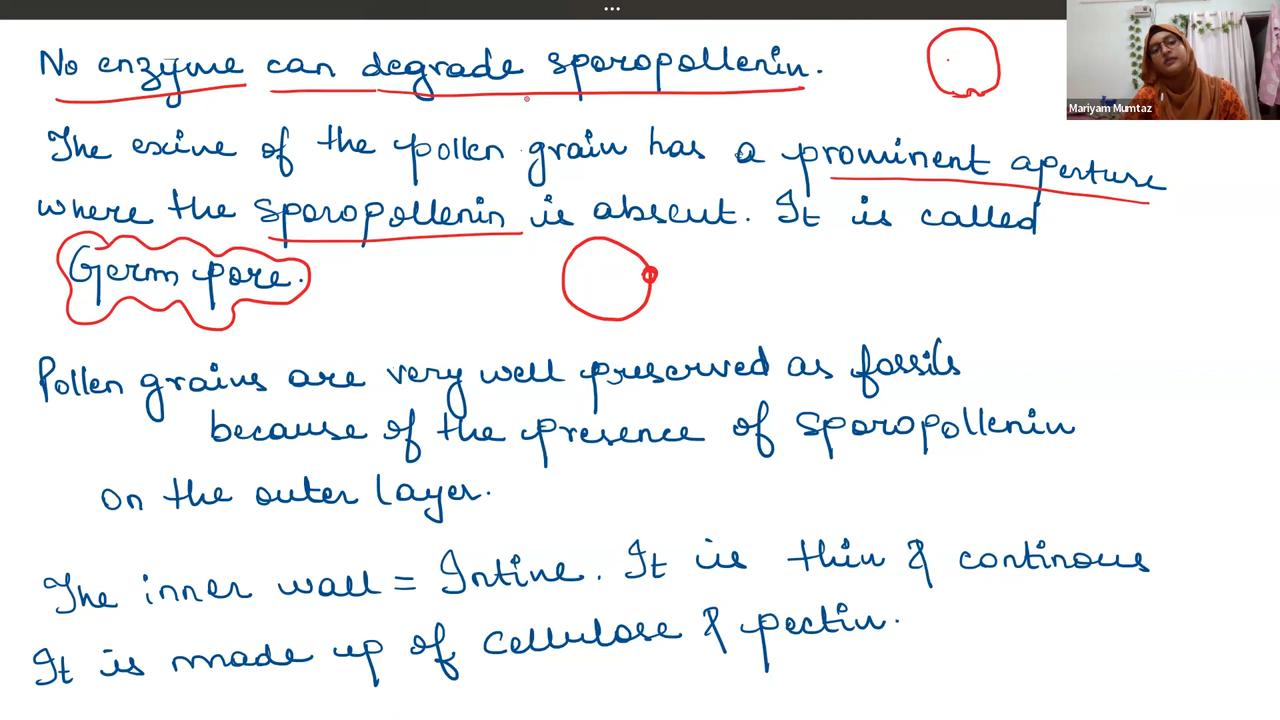 No enzyme can degrade sporopollenin.
Mariyam Mumtaz
The exine of the pollen grain has a prominent aperture
where the sporopollenin is absent. It is called
Germ pore.
Pollen grains are very well preserved as fossils
because of the presence of sporopollenin
on the outer layer.
The inner wall = Intine. It is thin & continous
It is made up of cellulose & pectin.